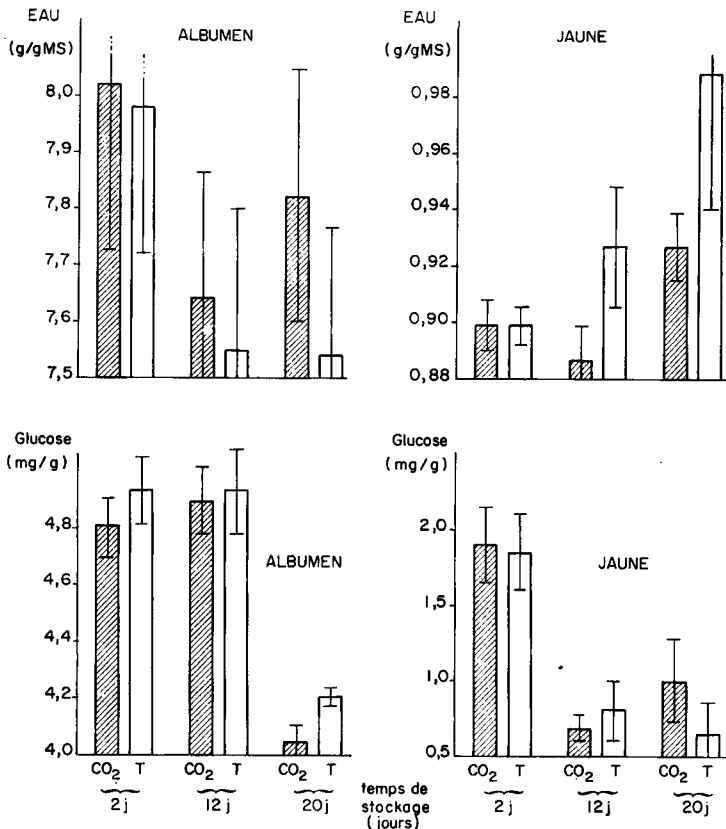 EAU
(g/gMS)
ALBUMEN
8,0
7,9
7,8
7,7
7,6
7,5
EAU
(g/gMS)
JAUNE
0,98
0,96
0,94
0,92
0,90
0,88
Glucose
(mg/g)
4,8
4,6
4,4
4,2
4,0
ALBUMEN
CO₂ T CO₂ T CO₂ T
2j 12j 20j
temps de
stockage
(jours)
Glucose
(mg/g)
JAUNE
2,0
1,5
1,0
0,5
CO₂ T CO₂ T CO₂ T
2j 12j 20j